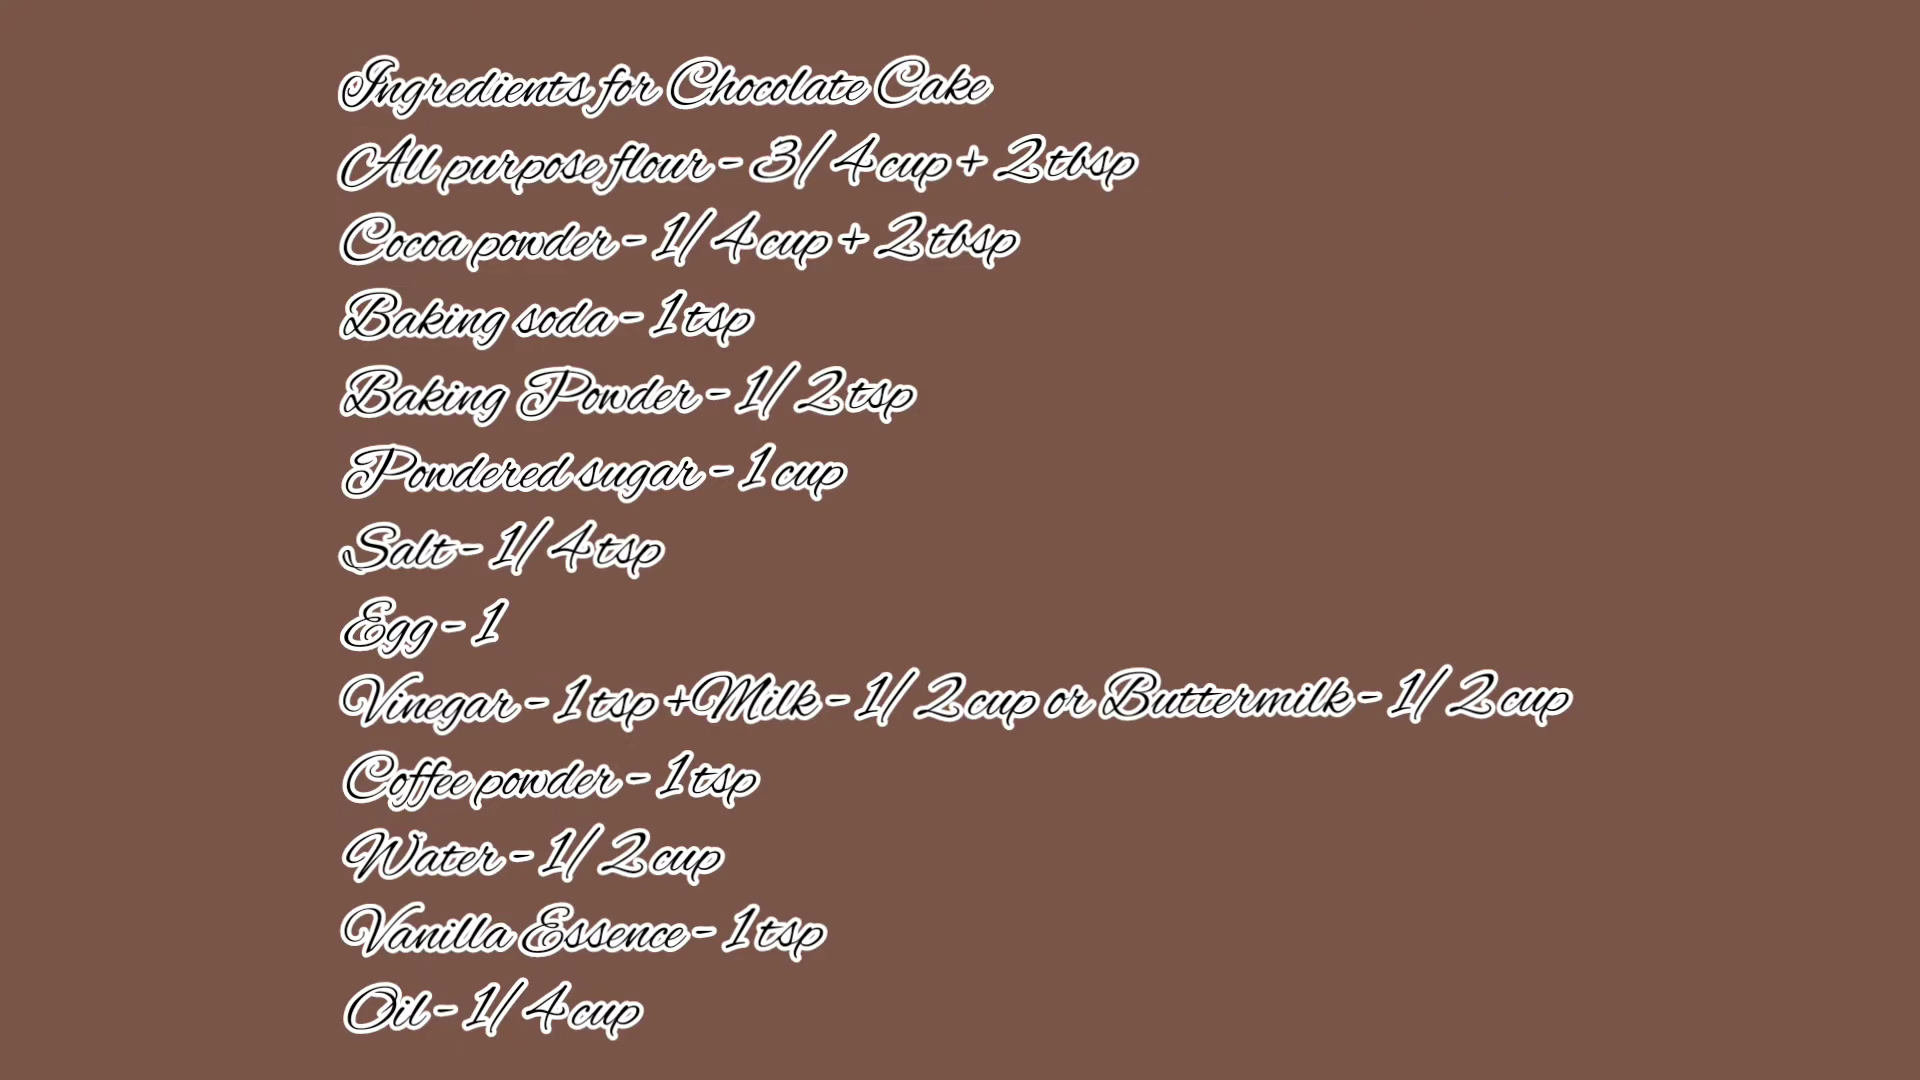 Ingredients for Chocolate Cake
All purpose flour - 3/4 cup + 2 tbsp
Cocoa powder - 1/4 cup + 2 tbsp
Baking soda - 1 tsp
Baking Powder - 1/2 tsp
Powdered sugar - 1 cup
Salt - 1/4 tsp
Egg - 1
Vinegar - 1 tsp +Milk - 1/2 cup or Buttermilk - 1/2 cup
Coffee powder - 1 tsp
Water - 1/2 cup
Vanilla Essence - 1 tsp
Oil - 1/4 cup